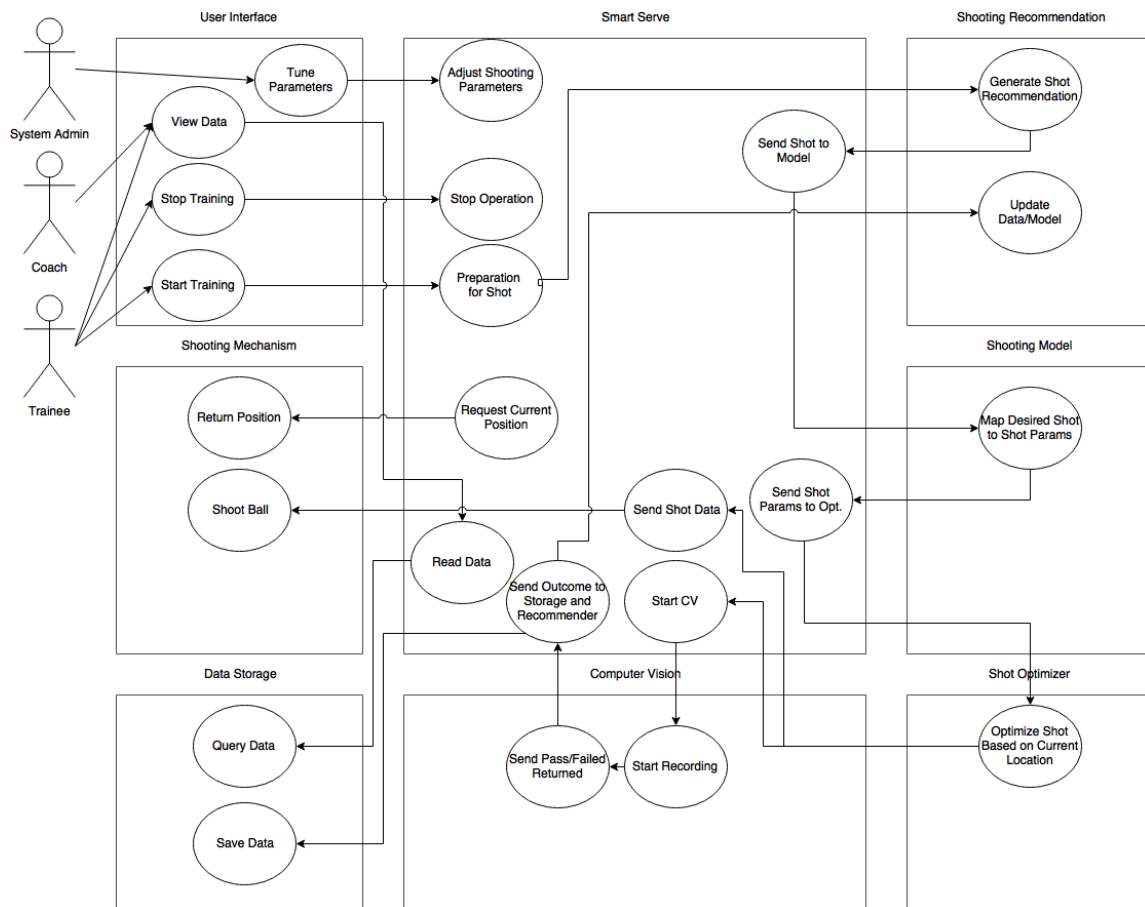 User Interface
Smart Serve
Shooting Recommendation
System Admin
Tune
Parameters
Adjust Shooting
Parameters
Generate Shot
Recommendation
View Data
Send Shot to
Model
Coach
Stop Training
Stop Operation
Update
Data/Model
Start Training
Preparation
for Shot
Trainee
Shooting Mechanism
Shooting Model
Return Position
Request Current
Position
Map Desired Shot
to Shot Params
Shoot Ball
Send Shot Data
Send Shot
Params to Opt.
Read Data
Send Outcome to
Storage and
Recommender
Start CV
Data Storage
Computer Vision
Shot Optimizer
Query Data
Send Pass/Failed
Returned
Start Recording
Optimize Shot
Based on Current
Location
Save Data